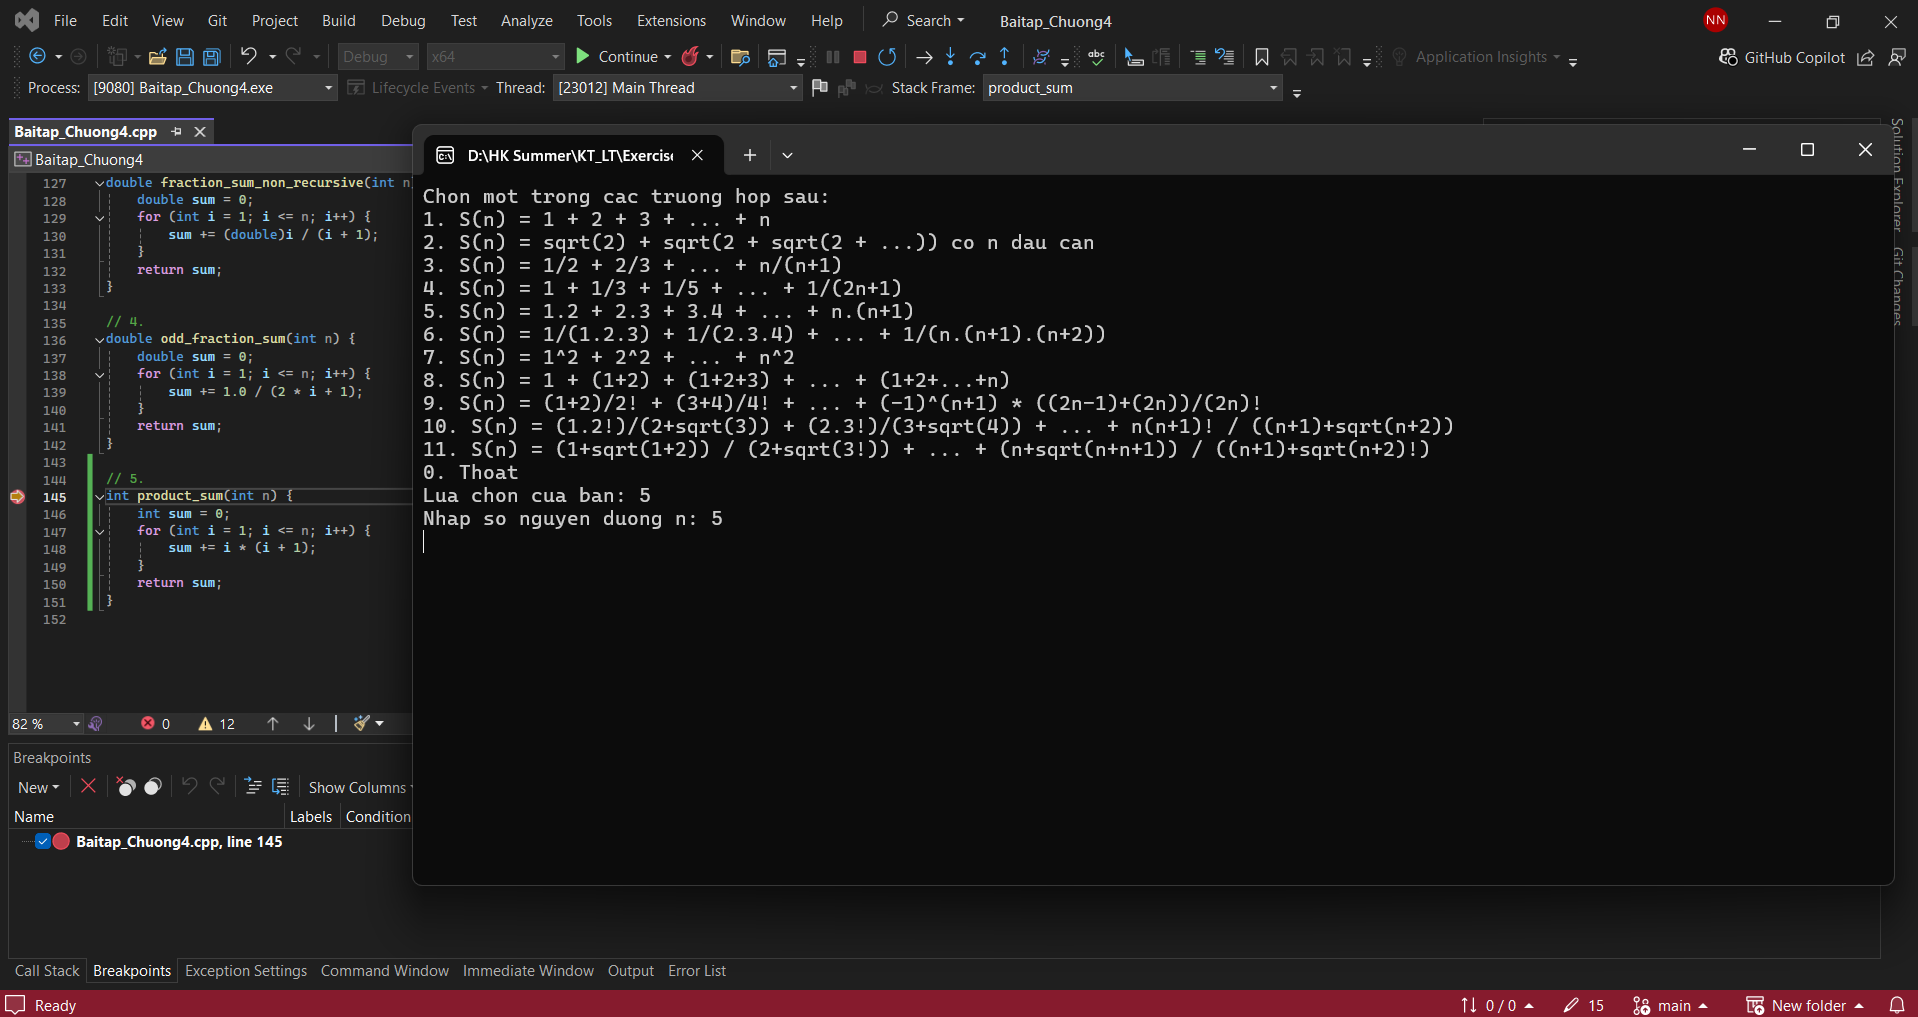 File Edit View Git Project Build Debug Test Analyze Tools Extensions Window Help Search Baitap_Chuong4 NN
Debug x64 Continue Application Insights GitHub Copilot
Process: [9080] Baitap_Chuong4.exe Lifecycle Events Thread: [23012] Main Thread Stack Frame: product_sum
Baitap_Chuong4.cpp
Baitap_Chuong4
127 double fraction_sum_non_recursive(int n
128 double sum = 0;
129 for (int i = 1; i <= n; i++) {
130 sum += (double)i / (i + 1);
131 }
132 return sum;
133 }
134
135 // 4.
136 double odd_fraction_sum(int n) {
137 double sum = 0;
138 for (int i = 1; i <= n; i++) {
139 sum += 1.0 / (2 * i + 1);
140 }
141 return sum;
142 }
143
144 // 5.
145 int product_sum(int n) {
146 int sum = 0;
147 for (int i = 1; i <= n; i++) {
148 sum += i * (i + 1);
149 }
150 return sum;
151 }
152
82 % 0 12
D:\HK Summer\KT_LT\Exercis
Chon mot trong cac truong hop sau:
1. S(n) = 1 + 2 + 3 + ... + n
2. S(n) = sqrt(2) + sqrt(2 + sqrt(2 + ...)) co n dau can
3. S(n) = 1/2 + 2/3 + ... + n/(n+1)
4. S(n) = 1 + 1/3 + 1/5 + ... + 1/(2n+1)
5. S(n) = 1.2 + 2.3 + 3.4 + ... + n.(n+1)
6. S(n) = 1/(1.2.3) + 1/(2.3.4) + ... + 1/(n.(n+1).(n+2))
7. S(n) = 1^2 + 2^2 + ... + n^2
8. S(n) = 1 + (1+2) + (1+2+3) + ... + (1+2+...+n)
9. S(n) = (1+2)/2! + (3+4)/4! + ... + (-1)^(n+1) * ((2n-1)+(2n))/(2n)!
10. S(n) = (1.2!)/(2+sqrt(3)) + (2.3!)/(3+sqrt(4)) + ... + n(n+1)! / ((n+1)+sqrt(n+2))
11. S(n) = (1+sqrt(1+2)) / (2+sqrt(3!)) + ... + (n+sqrt(n+n+1)) / ((n+1)+sqrt(n+2)!)
0. Thoat
Lua chon cua ban: 5
Nhap so nguyen duong n: 5
Solution Explorer
Git Changes
Breakpoints
New Show Columns
Name Labels Condition
Baitap_Chuong4.cpp, line 145
Call Stack Breakpoints Exception Settings Command Window Immediate Window Output Error List
Ready 0 / 0 15 main New folder